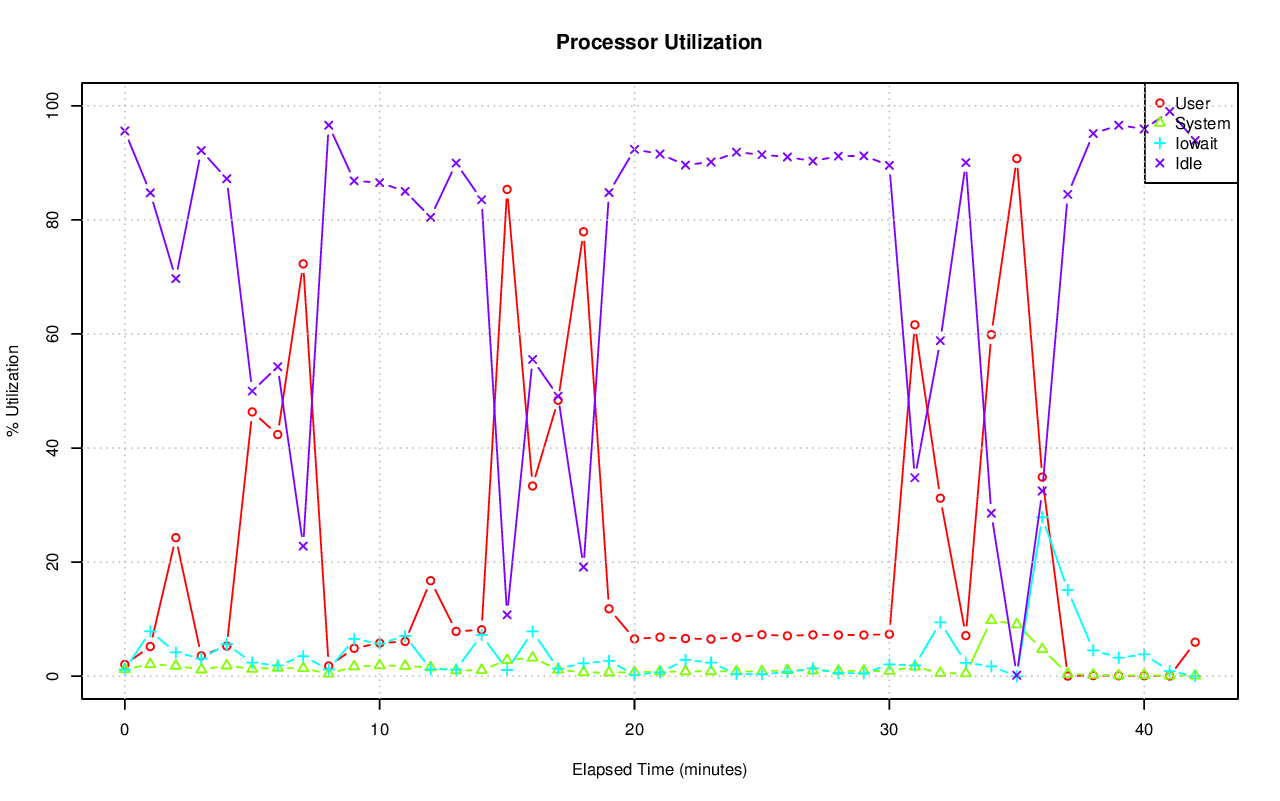 Processor Utilization
100
80
60
40
20
0
% Utilization
User
System
Iowait
Idle
0 10 20 30 40
Elapsed Time (minutes)